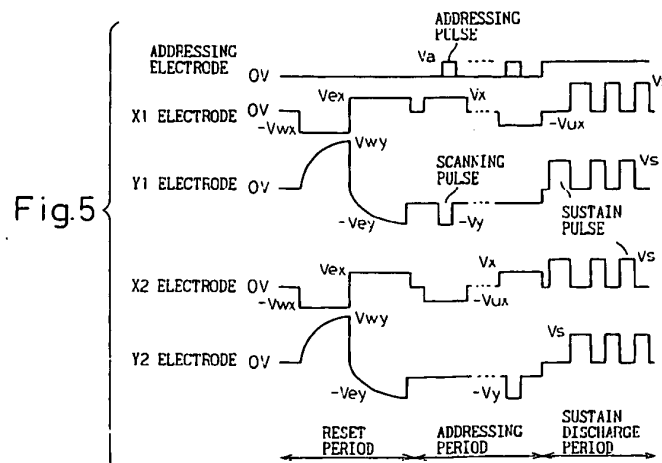 Fig.5
ADDRESSING PULSE
ADDRESSING ELECTRODE 0V
Va
X1 ELECTRODE 0V
-Vwx
Vex
Vx
-Vux
Y1 ELECTRODE 0V
Vwy
-Vey
SCANNING PULSE
-Vy
Vs
SUSTAIN PULSE
X2 ELECTRODE 0V
-Vwx
Vex
Vx
-Vux
Vs
Y2 ELECTRODE 0V
Vwy
-Vey
-Vy
Vs
RESET PERIOD
ADDRESSING PERIOD
SUSTAIN DISCHARGE PERIOD